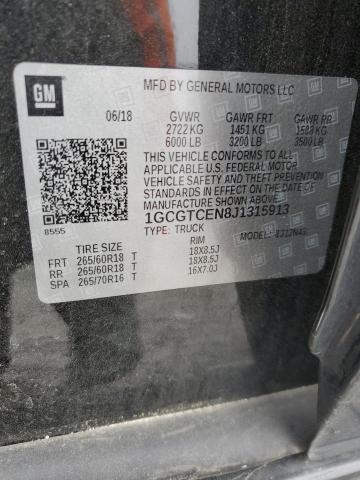 GM
MFD BY GENERAL MOTORS LLC
06/18 GVWR GAWR FRT GAWR RR
2722 KG 1451 KG 1588 KG
6000 LB 3200 LB 3500 LB
THIS VEHICLE CONFORMS TO ALL
APPLICABLE U.S. FEDERAL MOTOR
VEHICLE SAFETY AND THEFT
PREVENTION STANDARDS IN EFFECT
ON THE DATE OF
MANUFACTURE SHOWN ABOVE.
1GCGTCEN8J1315913
8555 TYPE: TRUCK MODEL:
TIRE SIZE RIM
FRT 265/60R18 T 18X8.5J
RR 265/60R18 T 18X8.5J
SPA 265/70R16 T 16X7.0J